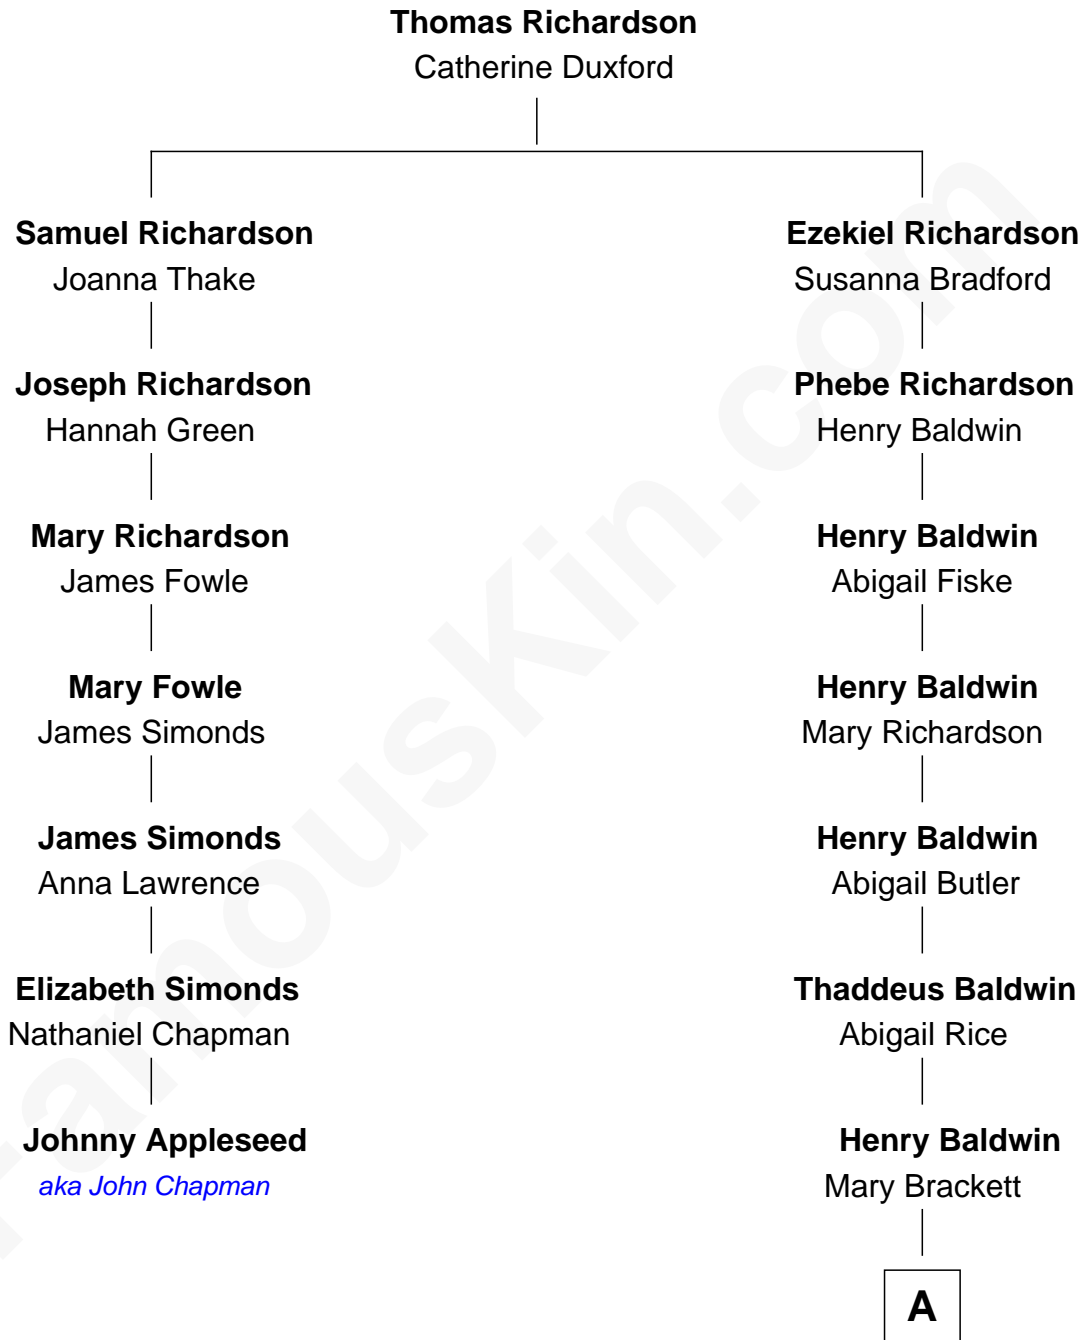 Thomas Richardson
Catherine Duxford
Samuel Richardson
Joanna Thake
Joseph Richardson
Hannah Green
Mary Richardson
James Fowle
Mary Fowle
James Simonds
James Simonds
Anna Lawrence
Elizabeth Simonds
Nathaniel Chapman
Johnny Appleseed
aka John Chapman
Ezekiel Richardson
Susanna Bradford
Phebe Richardson
Henry Baldwin
Henry Baldwin
Abigail Fiske
Henry Baldwin
Mary Richardson
Henry Baldwin
Abigail Butler
Thaddeus Baldwin
Abigail Rice
Henry Baldwin
Mary Brackett
A
FamousKin.com